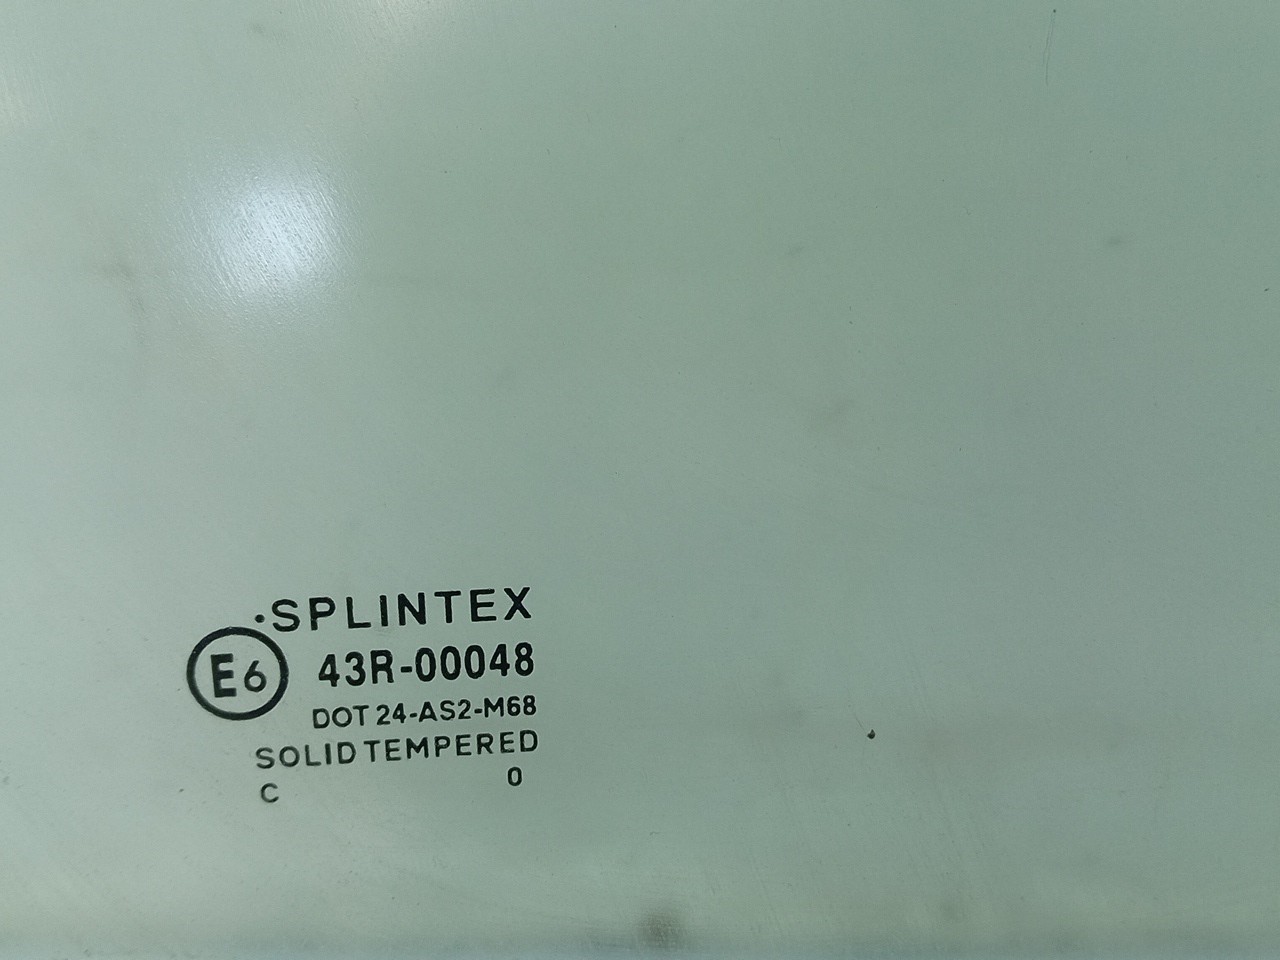 ·SPLINTEX
E6 43R-00048
DOT 24-AS2-M68
SOLID TEMPERED
C 0